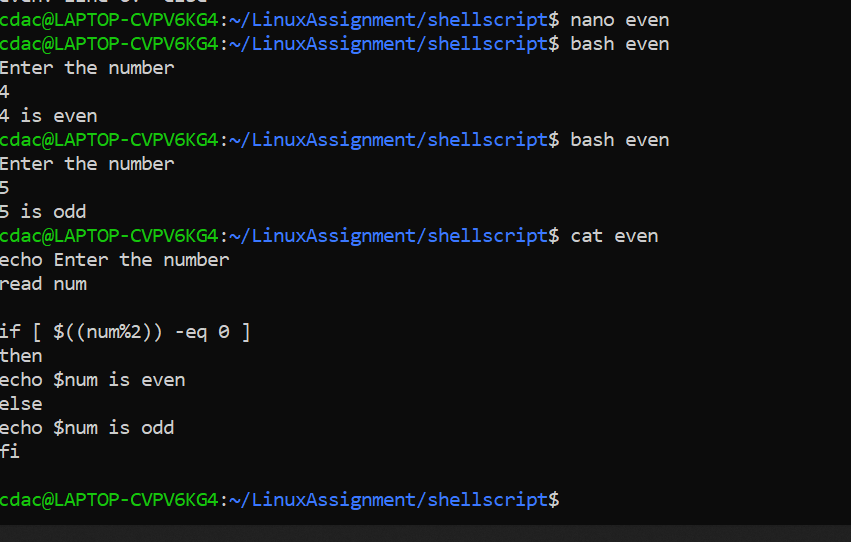 cdac@LAPTOP-CVPV6KG4:~/LinuxAssignment/shellscript$ nano even
cdac@LAPTOP-CVPV6KG4:~/LinuxAssignment/shellscript$ bash even
Enter the number
4
4 is even
cdac@LAPTOP-CVPV6KG4:~/LinuxAssignment/shellscript$ bash even
Enter the number
5
5 is odd
cdac@LAPTOP-CVPV6KG4:~/LinuxAssignment/shellscript$ cat even
echo Enter the number
read num
if [ $((num%2)) -eq 0 ]
then
echo $num is even
else
echo $num is odd
fi
cdac@LAPTOP-CVPV6KG4:~/LinuxAssignment/shellscript$